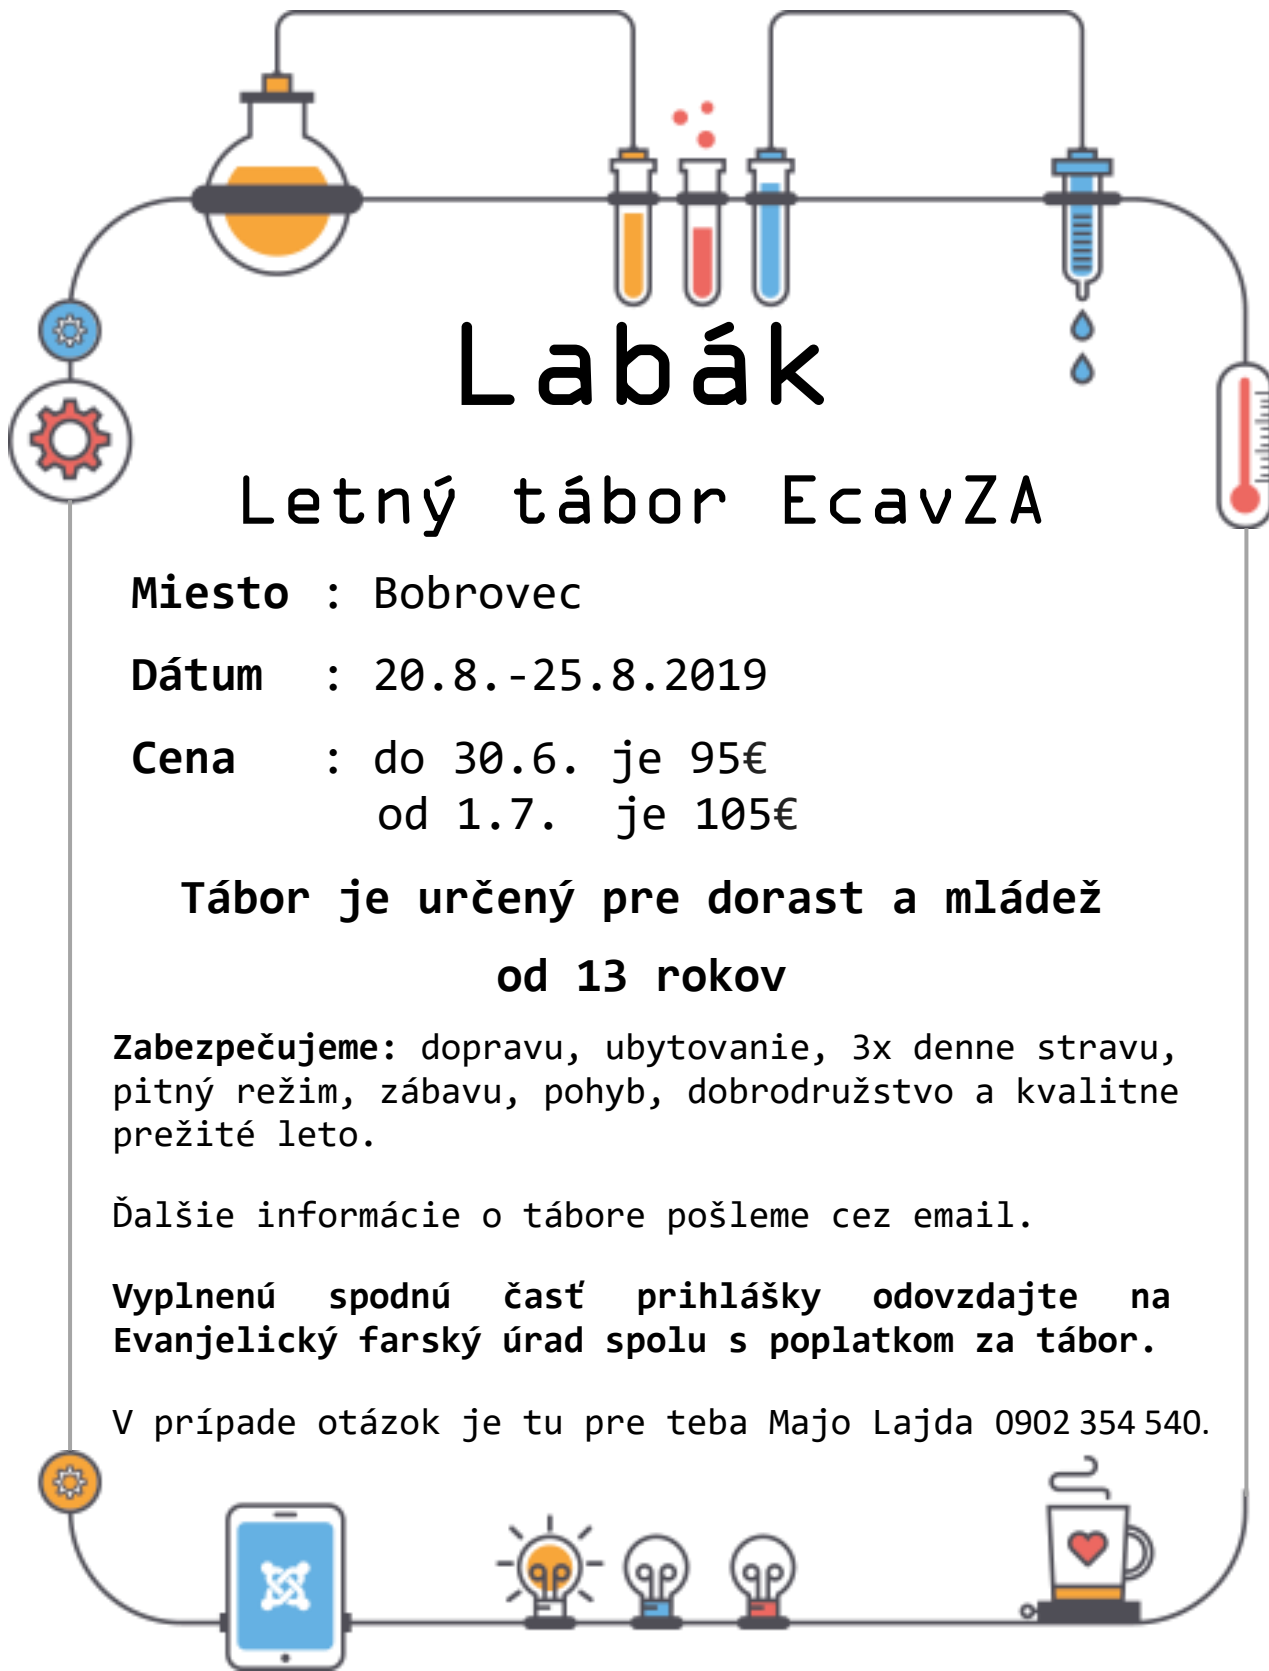 Labák
Letný tábor EcavZA
Miesto : Bobrovec
Dátum : 20.8.-25.8.2019
Cena : do 30.6. je 95€
od 1.7. je 105€
Tábor je určený pre dorast a mládež
od 13 rokov
Zabezpečujeme: dopravu, ubytovanie, 3x denne stravu,
pitný režim, zábavu, pohyb, dobrodružstvo a kvalitne
prežité leto.
Ďalšie informácie o tábore pošleme cez email.
Vyplnenú spodnú časť prihlášky odovzdajte na
Evanjelický farský úrad spolu s poplatkom za tábor.
V prípade otázok je tu pre teba Majo Lajda 0902 354 540.